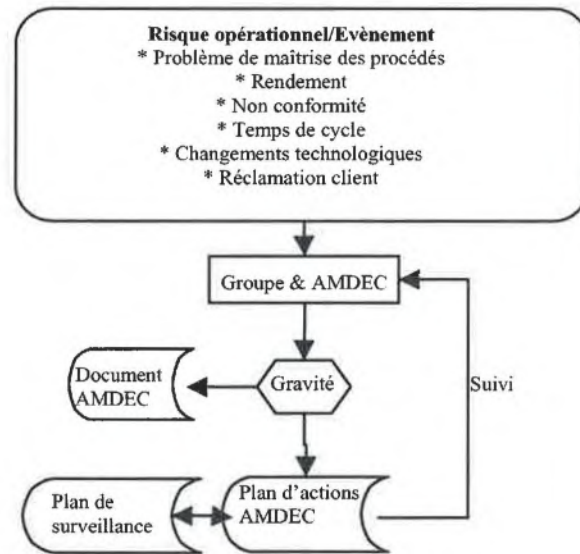 Risque opérationnel/Evènement
* Problème de maîtrise des procédés
* Rendement
* Non conformité
* Temps de cycle
* Changements technologiques
* Réclamation client
Groupe & AMDEC
Document
AMDEC
Gravité
Suivi
Plan de
surveillance
Plan d'actions
AMDEC